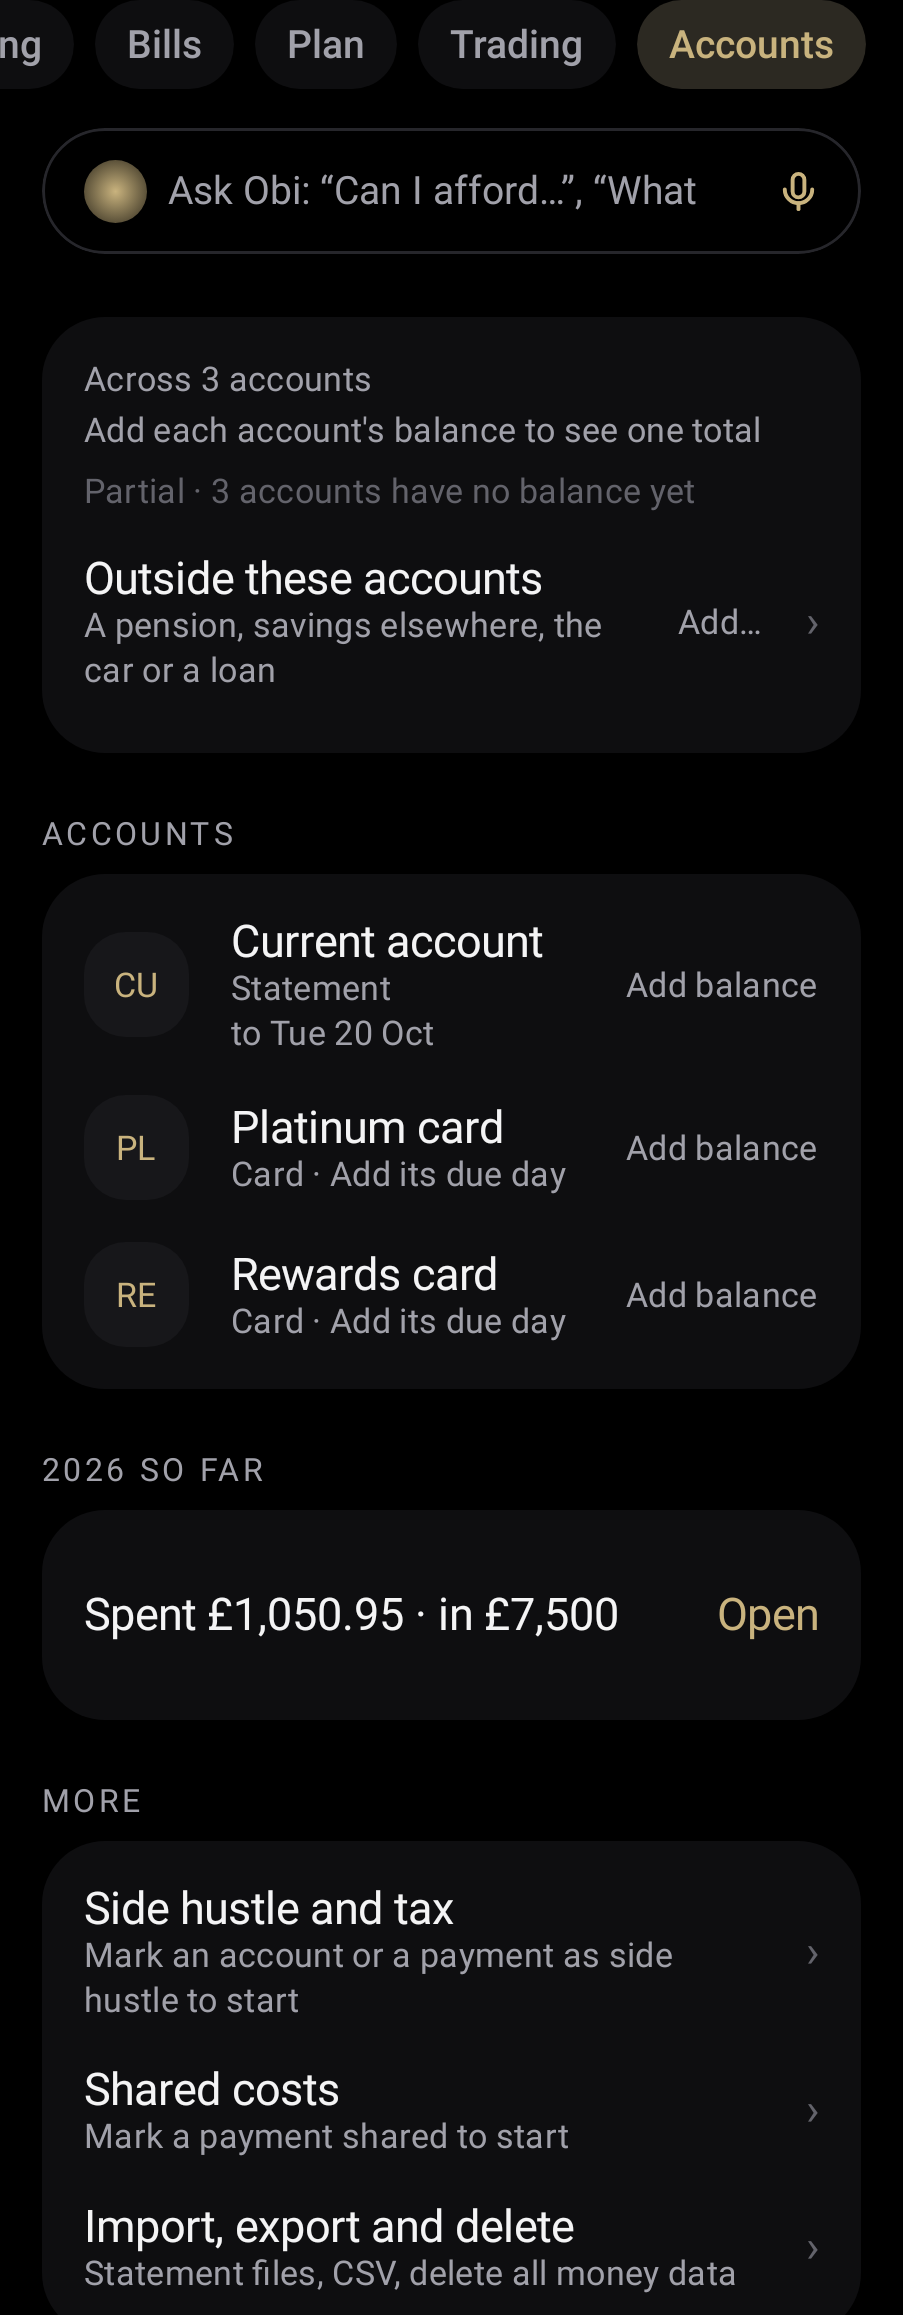 ng Bills Plan Trading Accounts
Ask Obi: “Can I afford...”, “What
Across 3 accounts
Add each account's balance to see one total
Partial · 3 accounts have no balance yet
Outside these accounts
A pension, savings elsewhere, the
car or a loan
Add... ›
ACCOUNTS
CU
Current account
Statement
to Tue 20 Oct
Add balance
PL
Platinum card
Card · Add its due day
Add balance
RE
Rewards card
Card · Add its due day
Add balance
2026 SO FAR
Spent £1,050.95 · in £7,500 Open
MORE
Side hustle and tax
Mark an account or a payment as side
hustle to start
›
Shared costs
Mark a payment shared to start
›
Import, export and delete
Statement files, CSV, delete all money data
›